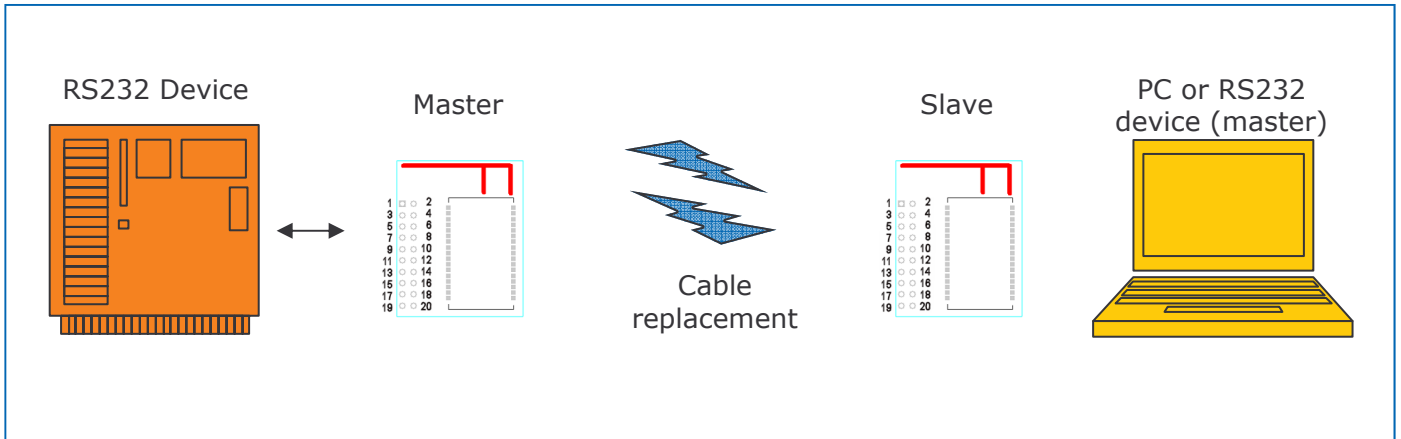 RS232 Device
Master
Slave
PC or RS232
device (master)
1 2
3 4
5 6
7 8
9 10
11 12
13 14
15 16
17 18
19 20
Cable
replacement
1 2
3 4
5 6
7 8
9 10
11 12
13 14
15 16
17 18
19 20